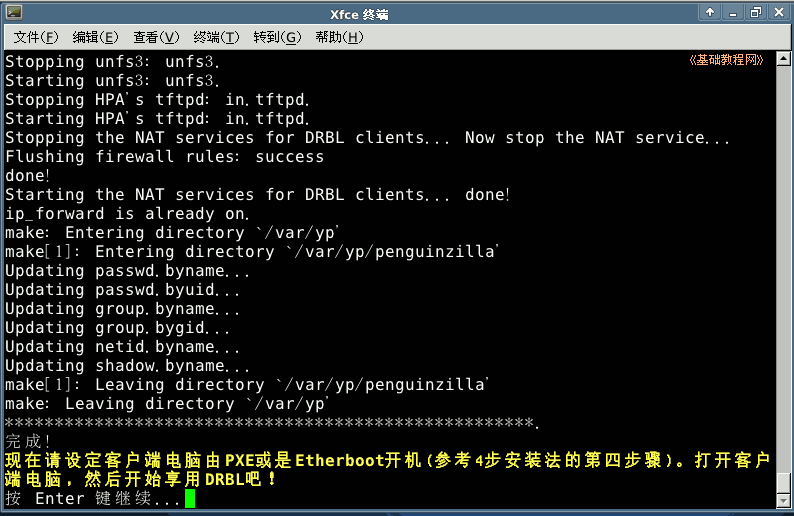 Xfce 终端
文件(F) 编辑(E) 查看(V) 终端(T) 转到(G) 帮助(H)
《基础教程网》
Stopping unfs3: unfs3.
Starting unfs3: unfs3.
Stopping HPA's tftpd: in.tftpd.
Starting HPA's tftpd: in.tftpd.
Stopping the NAT services for DRBL clients... Now stop the NAT service...
Flushing firewall rules: success
done!
Starting the NAT services for DRBL clients... done!
ip_forward is already on.
make: Entering directory `/var/yp'
make[1]: Entering directory `/var/yp/penguinzilla'
Updating passwd.byname...
Updating passwd.byuid...
Updating group.byname...
Updating group.bygid...
Updating netid.byname...
Updating shadow.byname...
make[1]: Leaving directory `/var/yp/penguinzilla'
make: Leaving directory `/var/yp'
*****************************************************.
完成!
现在请设定客户端电脑由PXE或是Etherboot开机(参考4步安装法的第四步骤)。打开客户
端电脑，然后开始享用DRBL吧！
按 Enter 键继续...